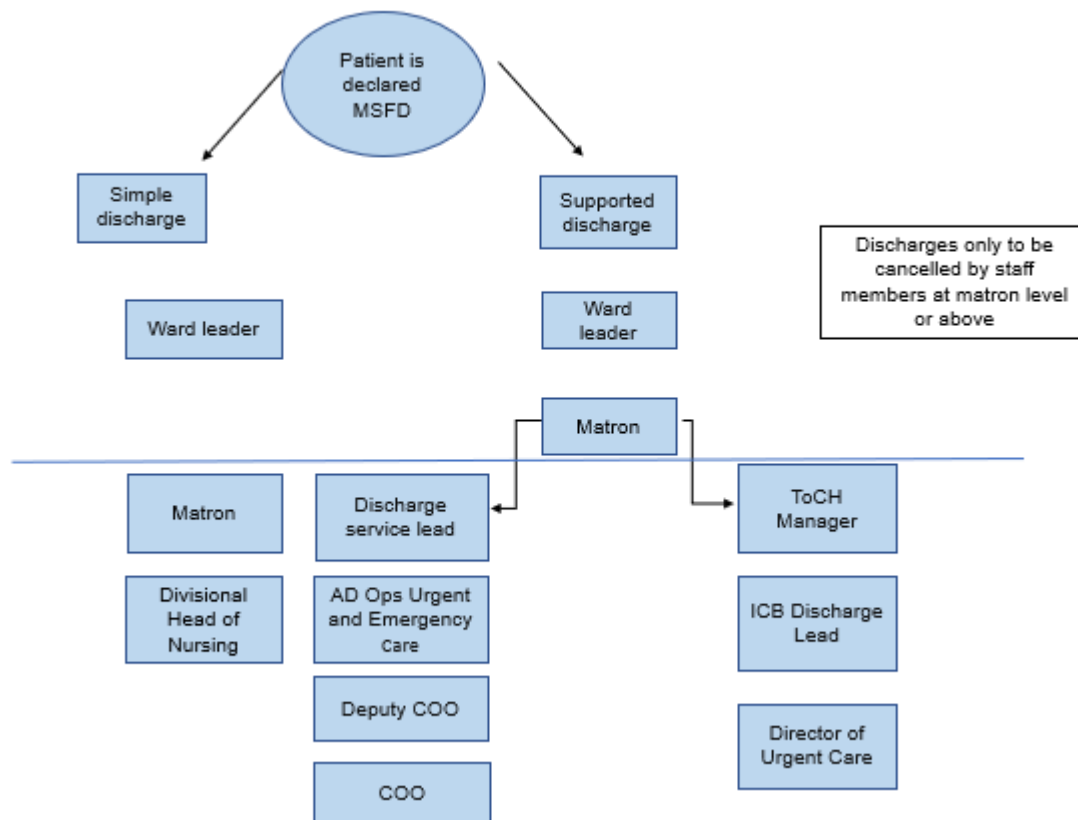 Patient is
declared
MSFD
Simple
discharge
Supported
discharge
Discharges only to be
cancelled by staff
members at matron level
or above
Ward leader
Ward
leader
Matron
Matron
Discharge
service lead
ToCH
Manager
Divisional
Head of
Nursing
AD Ops Urgent
and Emergency
Care
ICB Discharge
Lead
Deputy COO
Director of
Urgent Care
COO